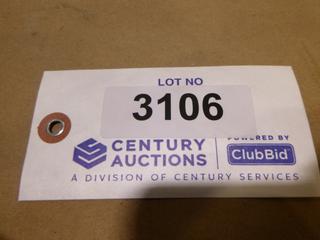 LOT NO
3106
CENTURY
AUCTIONS
POWERED BY
ClubBid
A DIVISION OF CENTURY SERVICES